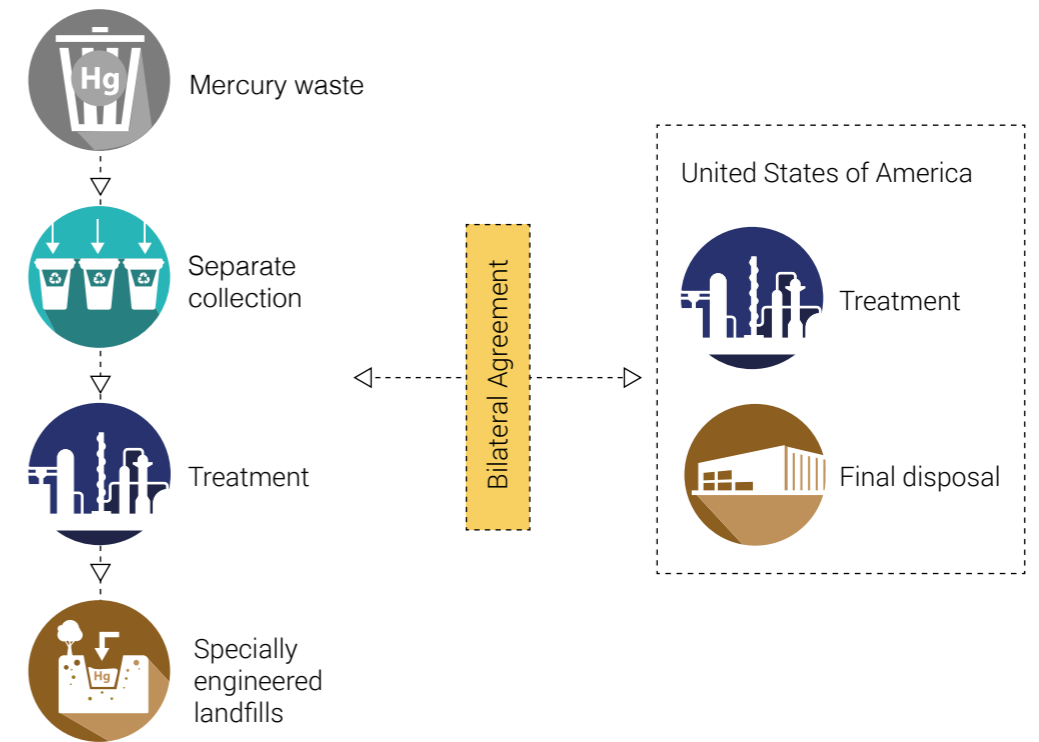 Hg
Mercury waste
Separate
collection
Treatment
Hg
Specially
engineered
landfills
Bilateral Agreement
United States of America
Treatment
Final disposal